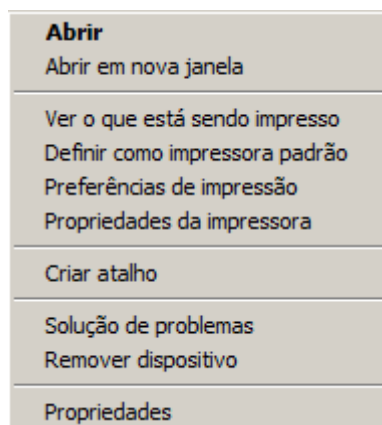 Abrir
Abrir em nova janela
Ver o que está sendo impresso
Definir como impressora padrão
Preferências de impressão
Propriedades da impressora
Criar atalho
Solução de problemas
Remover dispositivo
Propriedades